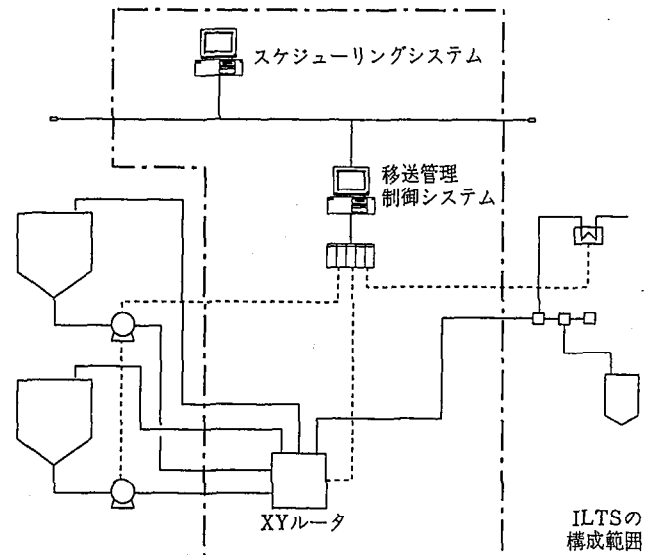 スケジューリングシステム
移送管理
制御システム
XYルータ
ILTSの
構成範囲